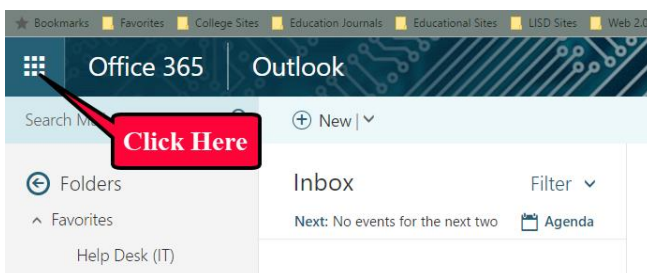 Bookmarks Favorites College Sites Education Journals Educational Sites LISD Sites Web 2.0
Office 365 Outlook
Search M
Click Here
New
Folders
Inbox Filter
Favorites
Next: No events for the next two Agenda
Help Desk (IT)